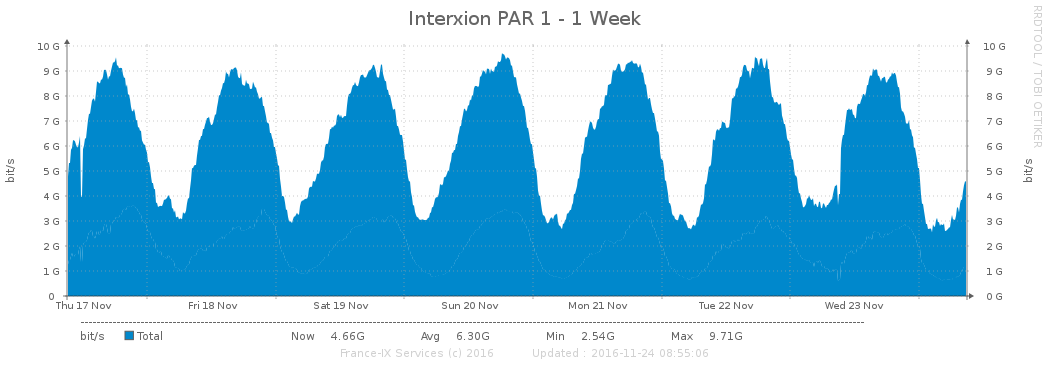 Interxion PAR 1 - 1 Week
RRDTOOL / TOBI OETIKER
bit/s
10 G 10 G
9 G 9 G
8 G 8 G
7 G 7 G
6 G 6 G
5 G 5 G
4 G 4 G
3 G 3 G
2 G 2 G
1 G 1 G
0 0 G
bit/s
Thu 17 Nov Fri 18 Nov Sat 19 Nov Sun 20 Nov Mon 21 Nov Tue 22 Nov Wed 23 Nov
bit/s Total Now 4.66G Avg 6.30G Min 2.54G Max 9.71G
France-IX Services (c) 2016 Updated : 2016-11-24 08:55:06